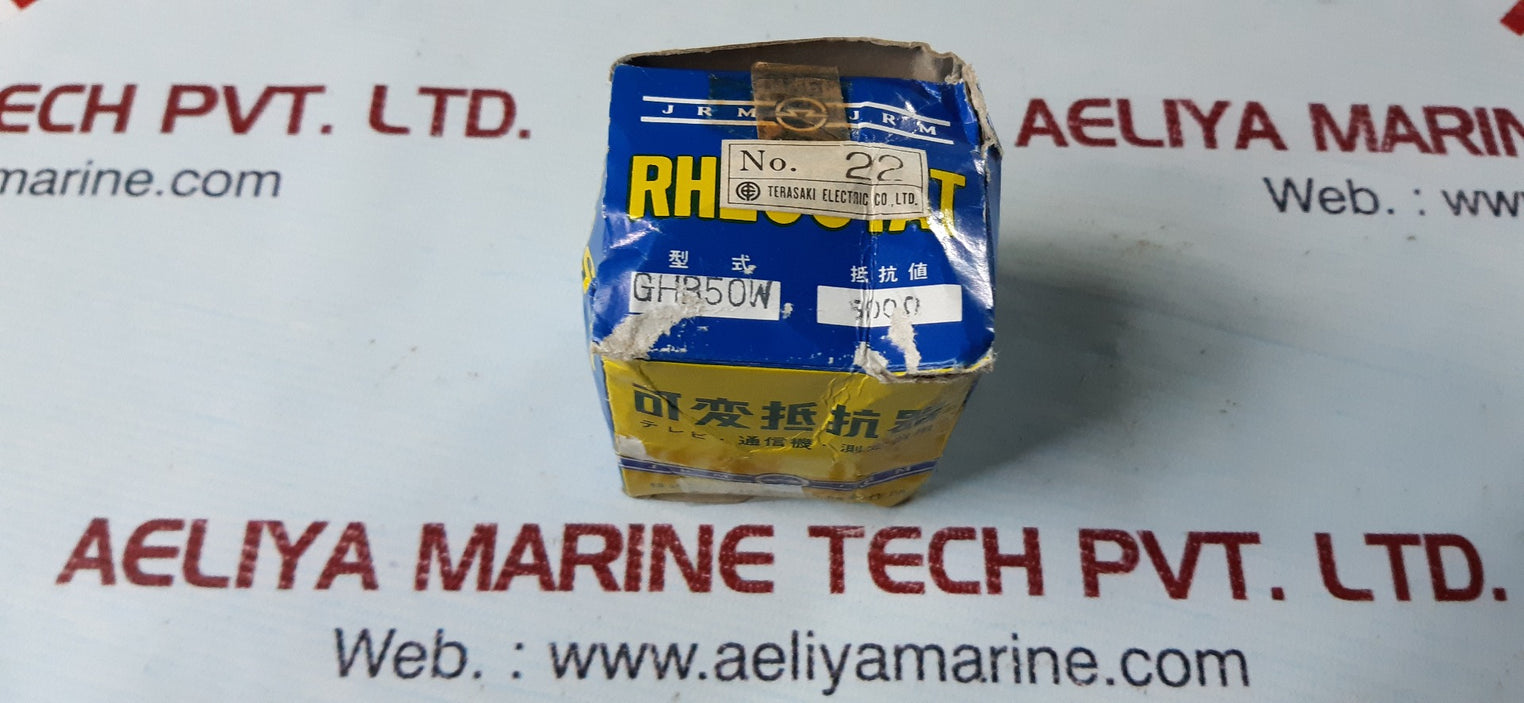 ECH PVT. LTD.
marine.com
AELIYA MARIN
Web. : ww
J R M J R M
No. 22
TERASAKI ELECTRIC CO., LTD.
型式 抵抗値
GHR50W
可変抵抗器
テレビ・通信機・測
J R M
AELIYA MARINE TECH PVT. LTD.
Web. : www.aeliyamarine.com